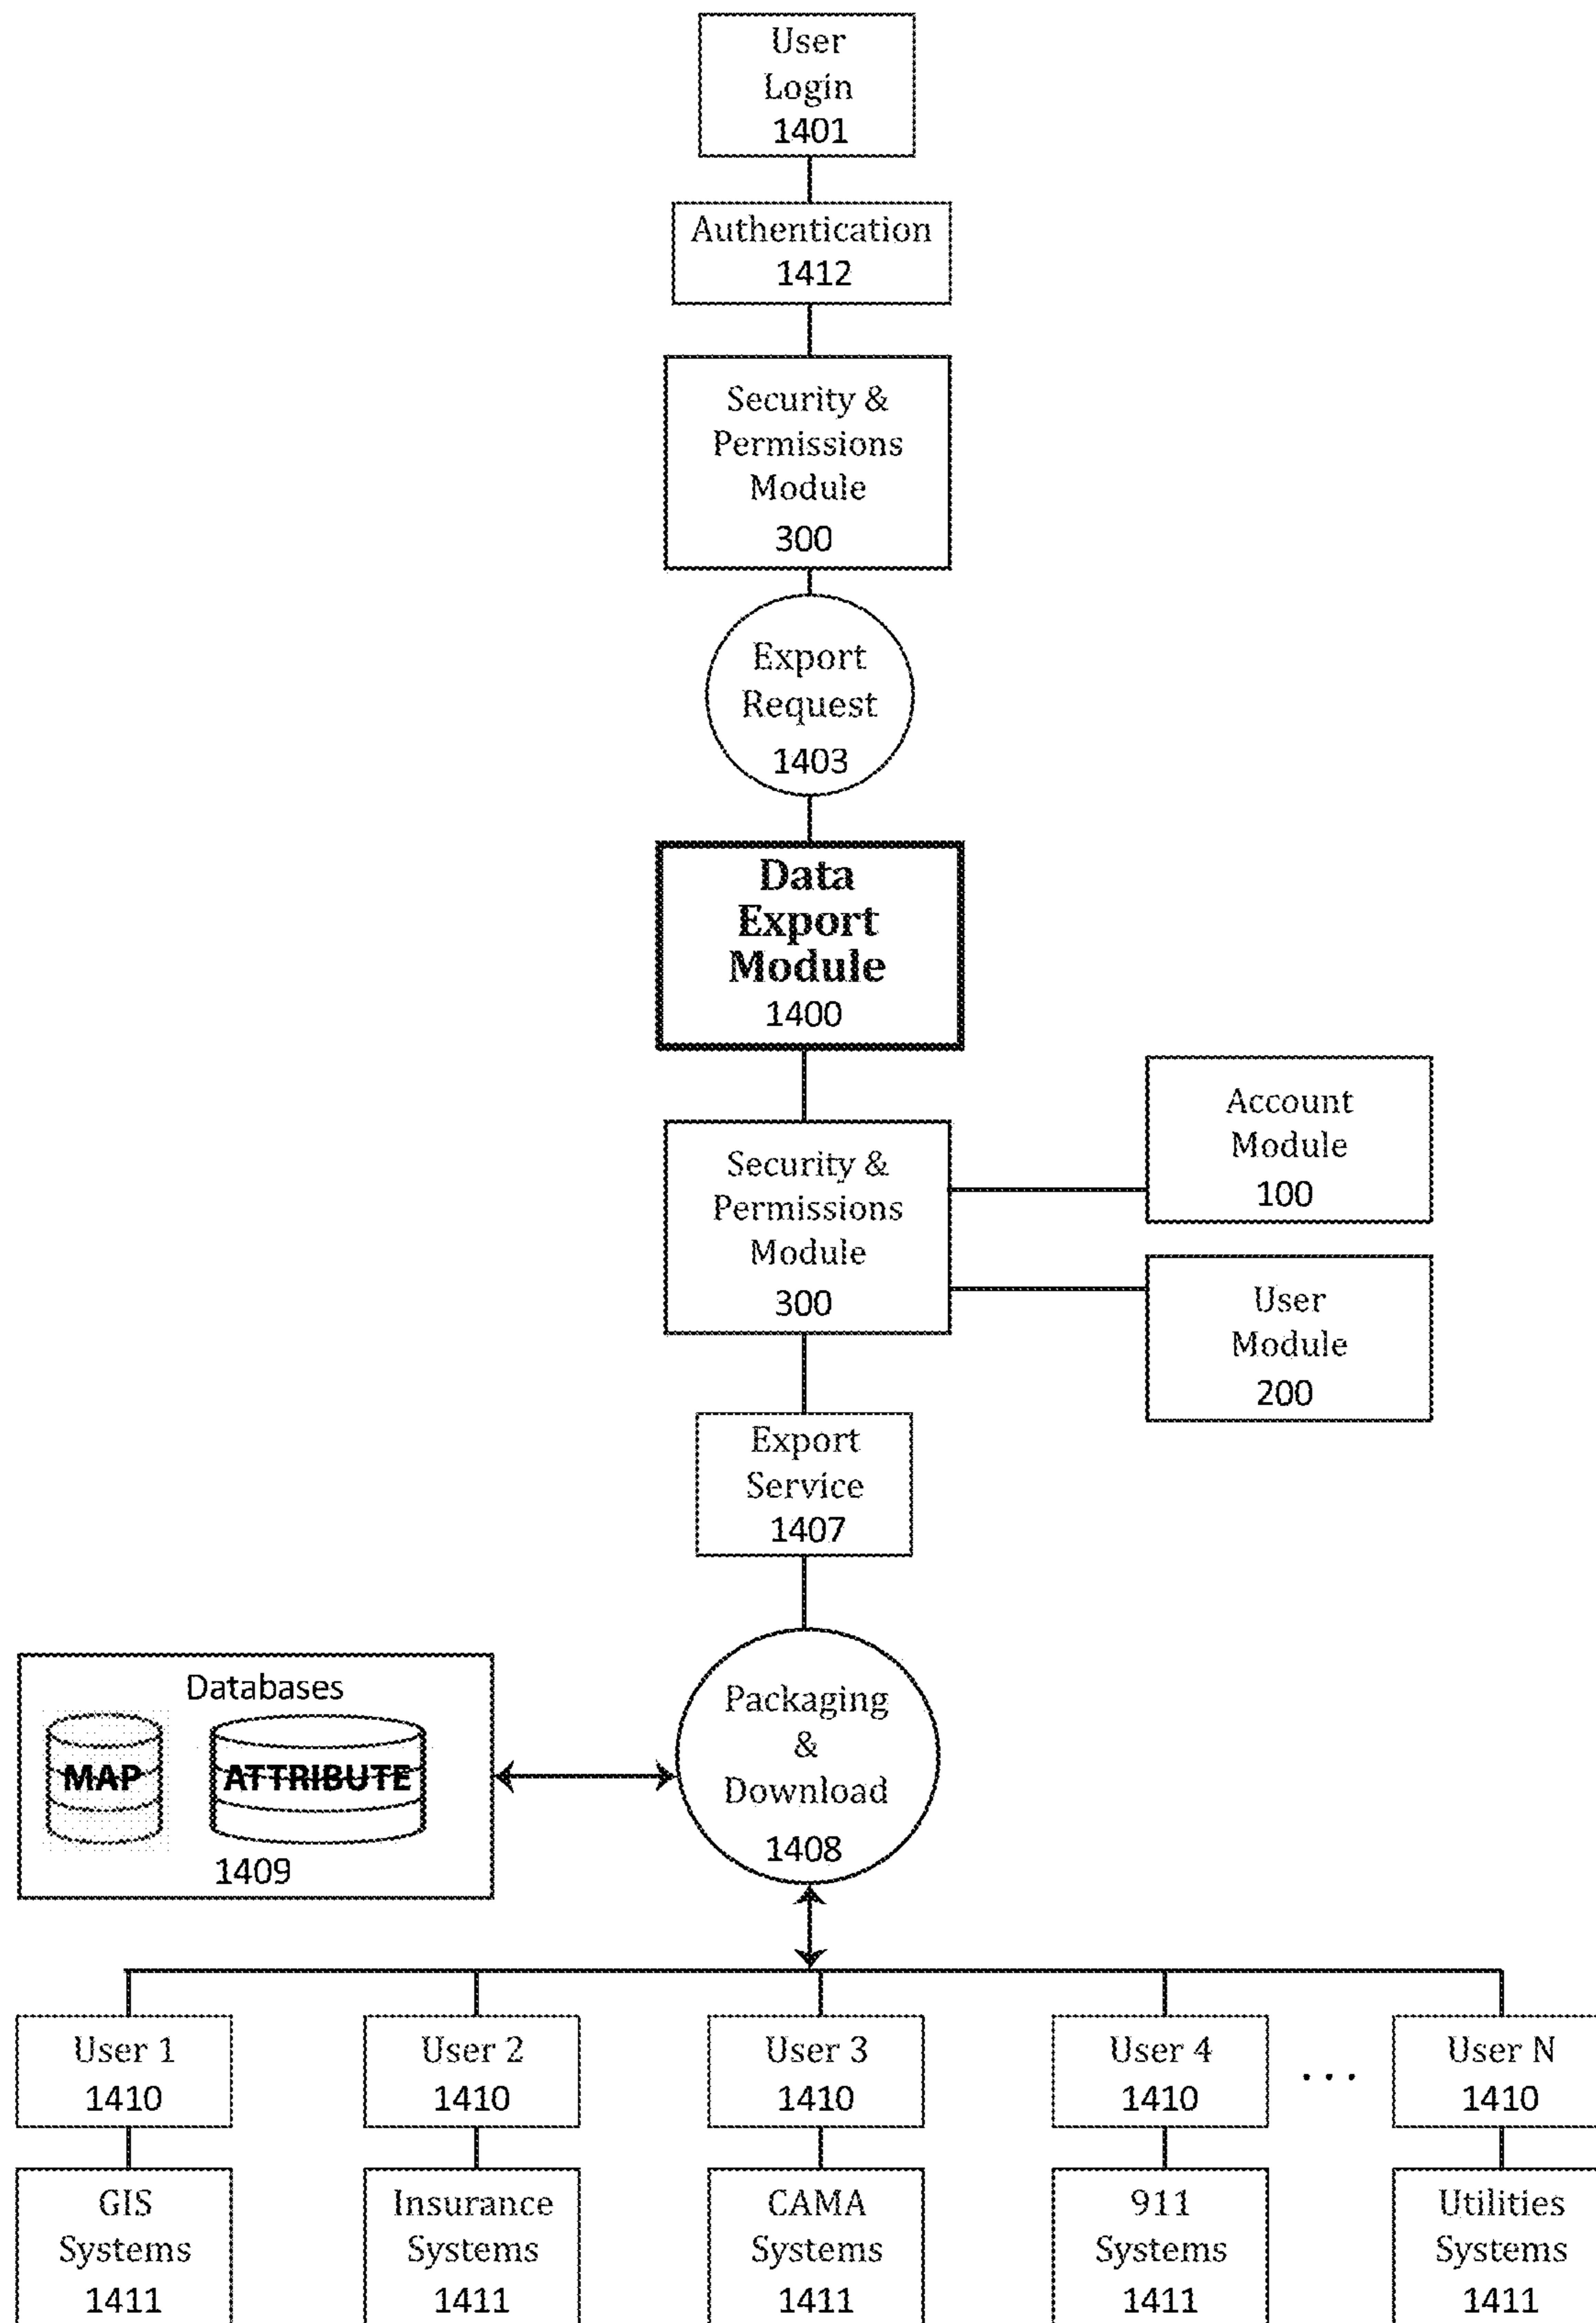 User
Login
1401
Authentication
1412
Security &
Permissions
Module
300
Export
Request
1403
Data
Export
Module
1400
Security &
Permissions
Module
300
Account
Module
100
User
Module
200
Export
Service
1407
Databases
MAP
ATTRIBUTE
1409
Packaging
&
Download
1408
User 1
1410
User 2
1410
User 3
1410
User 4
1410
...
User N
1410
GIS
Systems
1411
Insurance
Systems
1411
CAMA
Systems
1411
911
Systems
1411
Utilities
Systems
1411